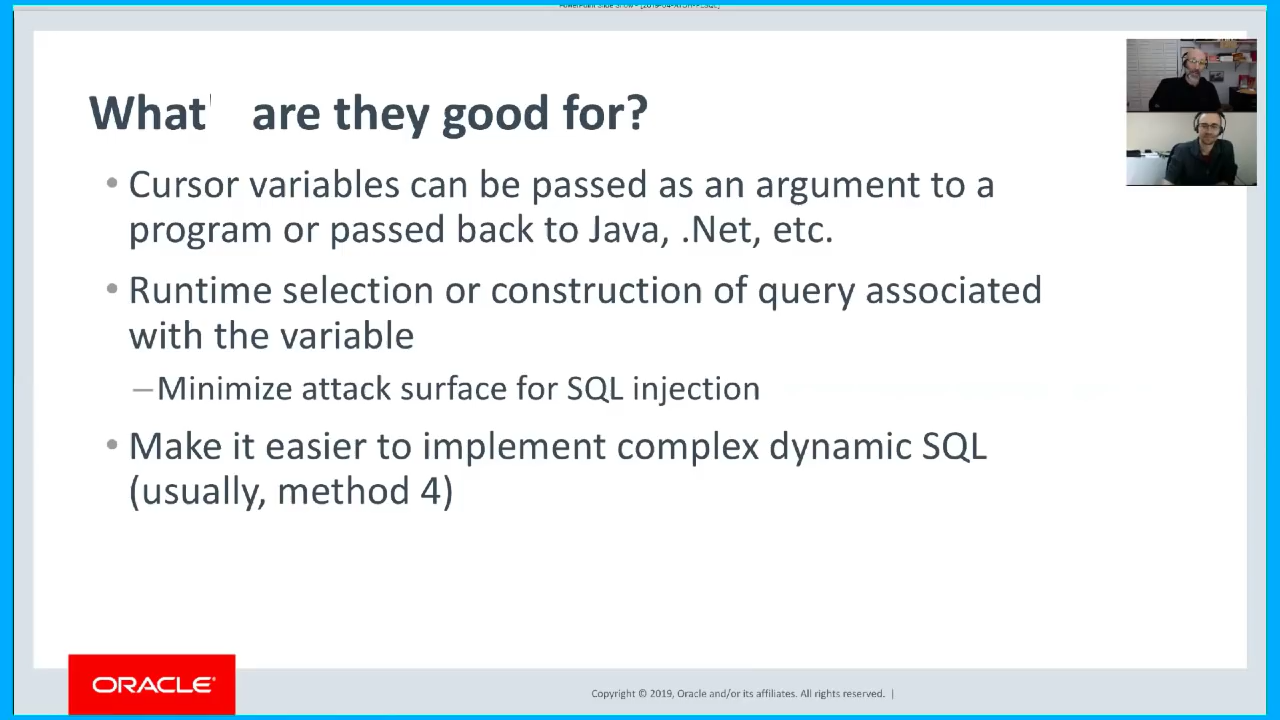 What are they good for?
• Cursor variables can be passed as an argument to a
program or passed back to Java, .Net, etc.
• Runtime selection or construction of query associated
with the variable
–Minimize attack surface for SQL injection
• Make it easier to implement complex dynamic SQL
(usually, method 4)
ORACLE®
Copyright © 2019, Oracle and/or its affiliates. All rights reserved. |